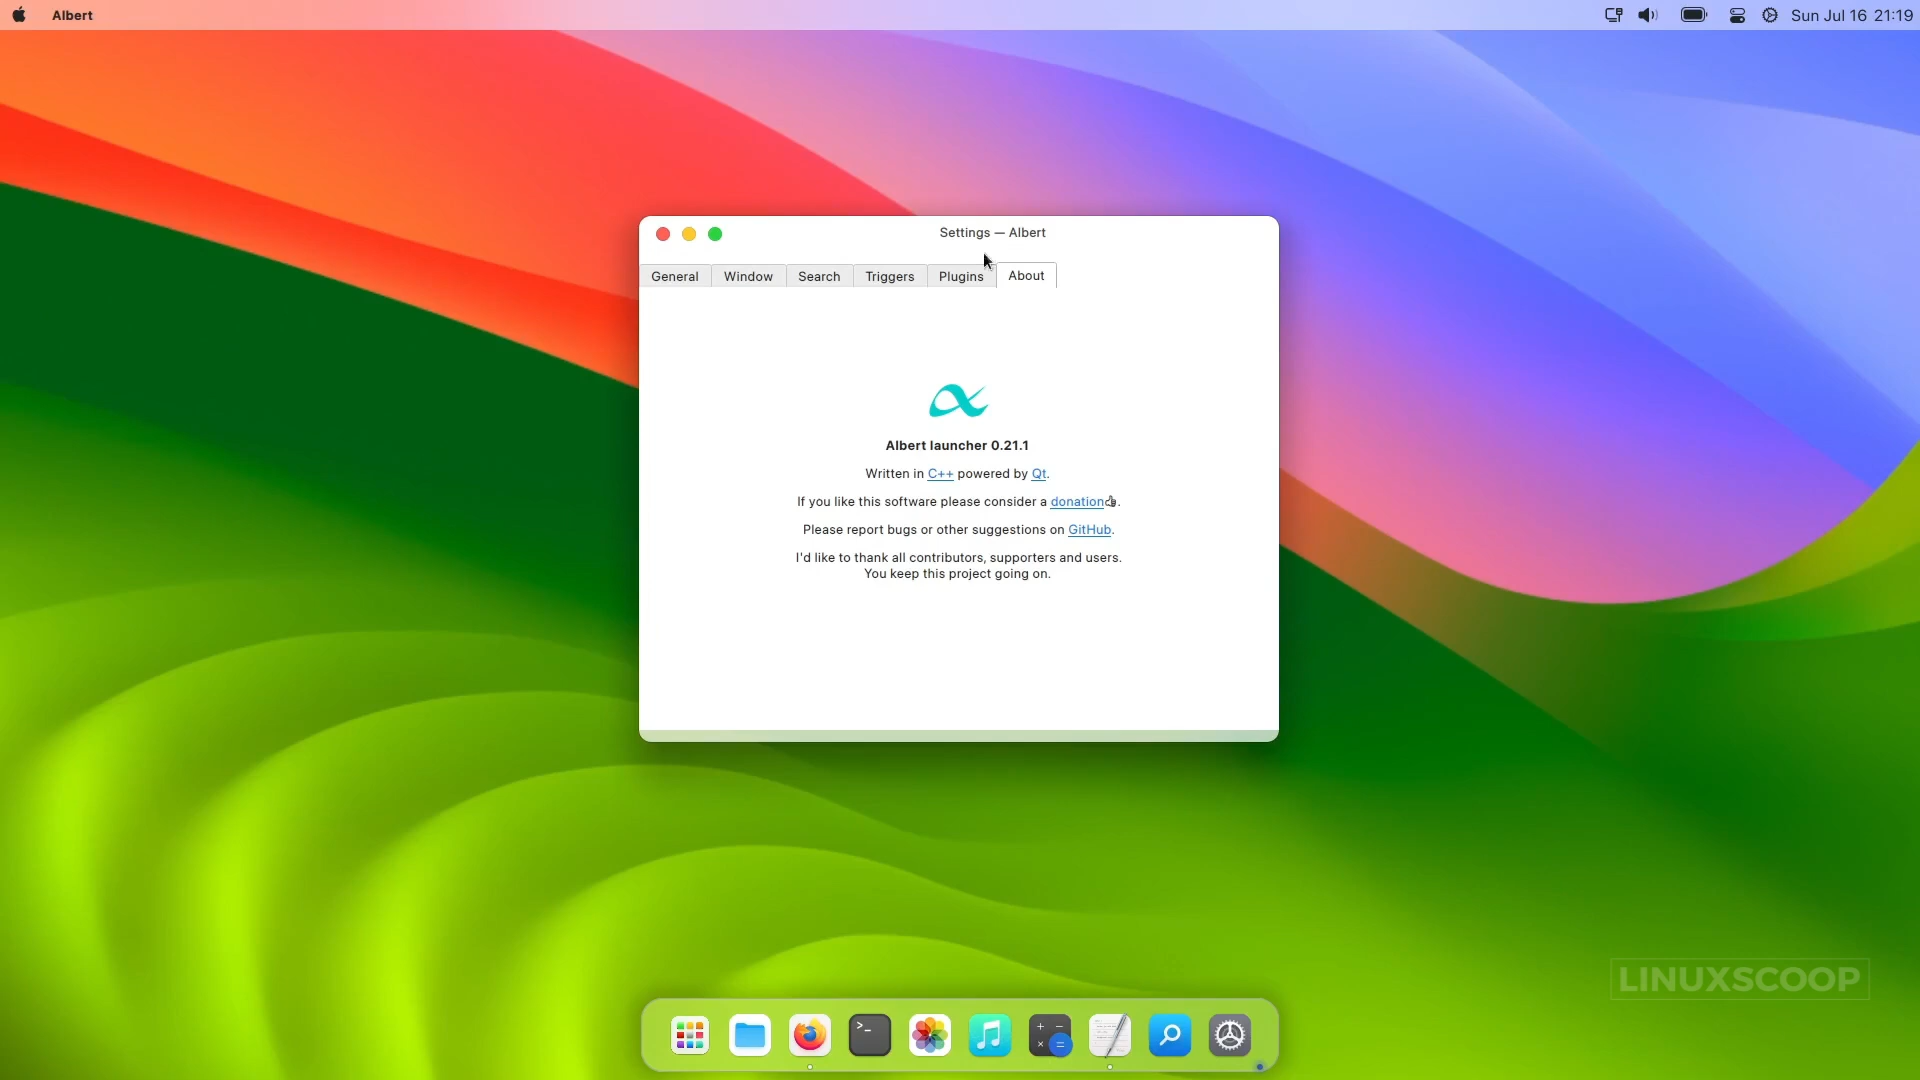 Albert
Sun Jul 16 21:19
Settings — Albert
General
Window
Search
Triggers
Plugins
About
Albert launcher 0.21.1
Written in C++ powered by Qt.
If you like this software please consider a donation👍.
Please report bugs or other suggestions on GitHub.
I'd like to thank all contributors, supporters and users.
You keep this project going on.
LINUXSCOOP